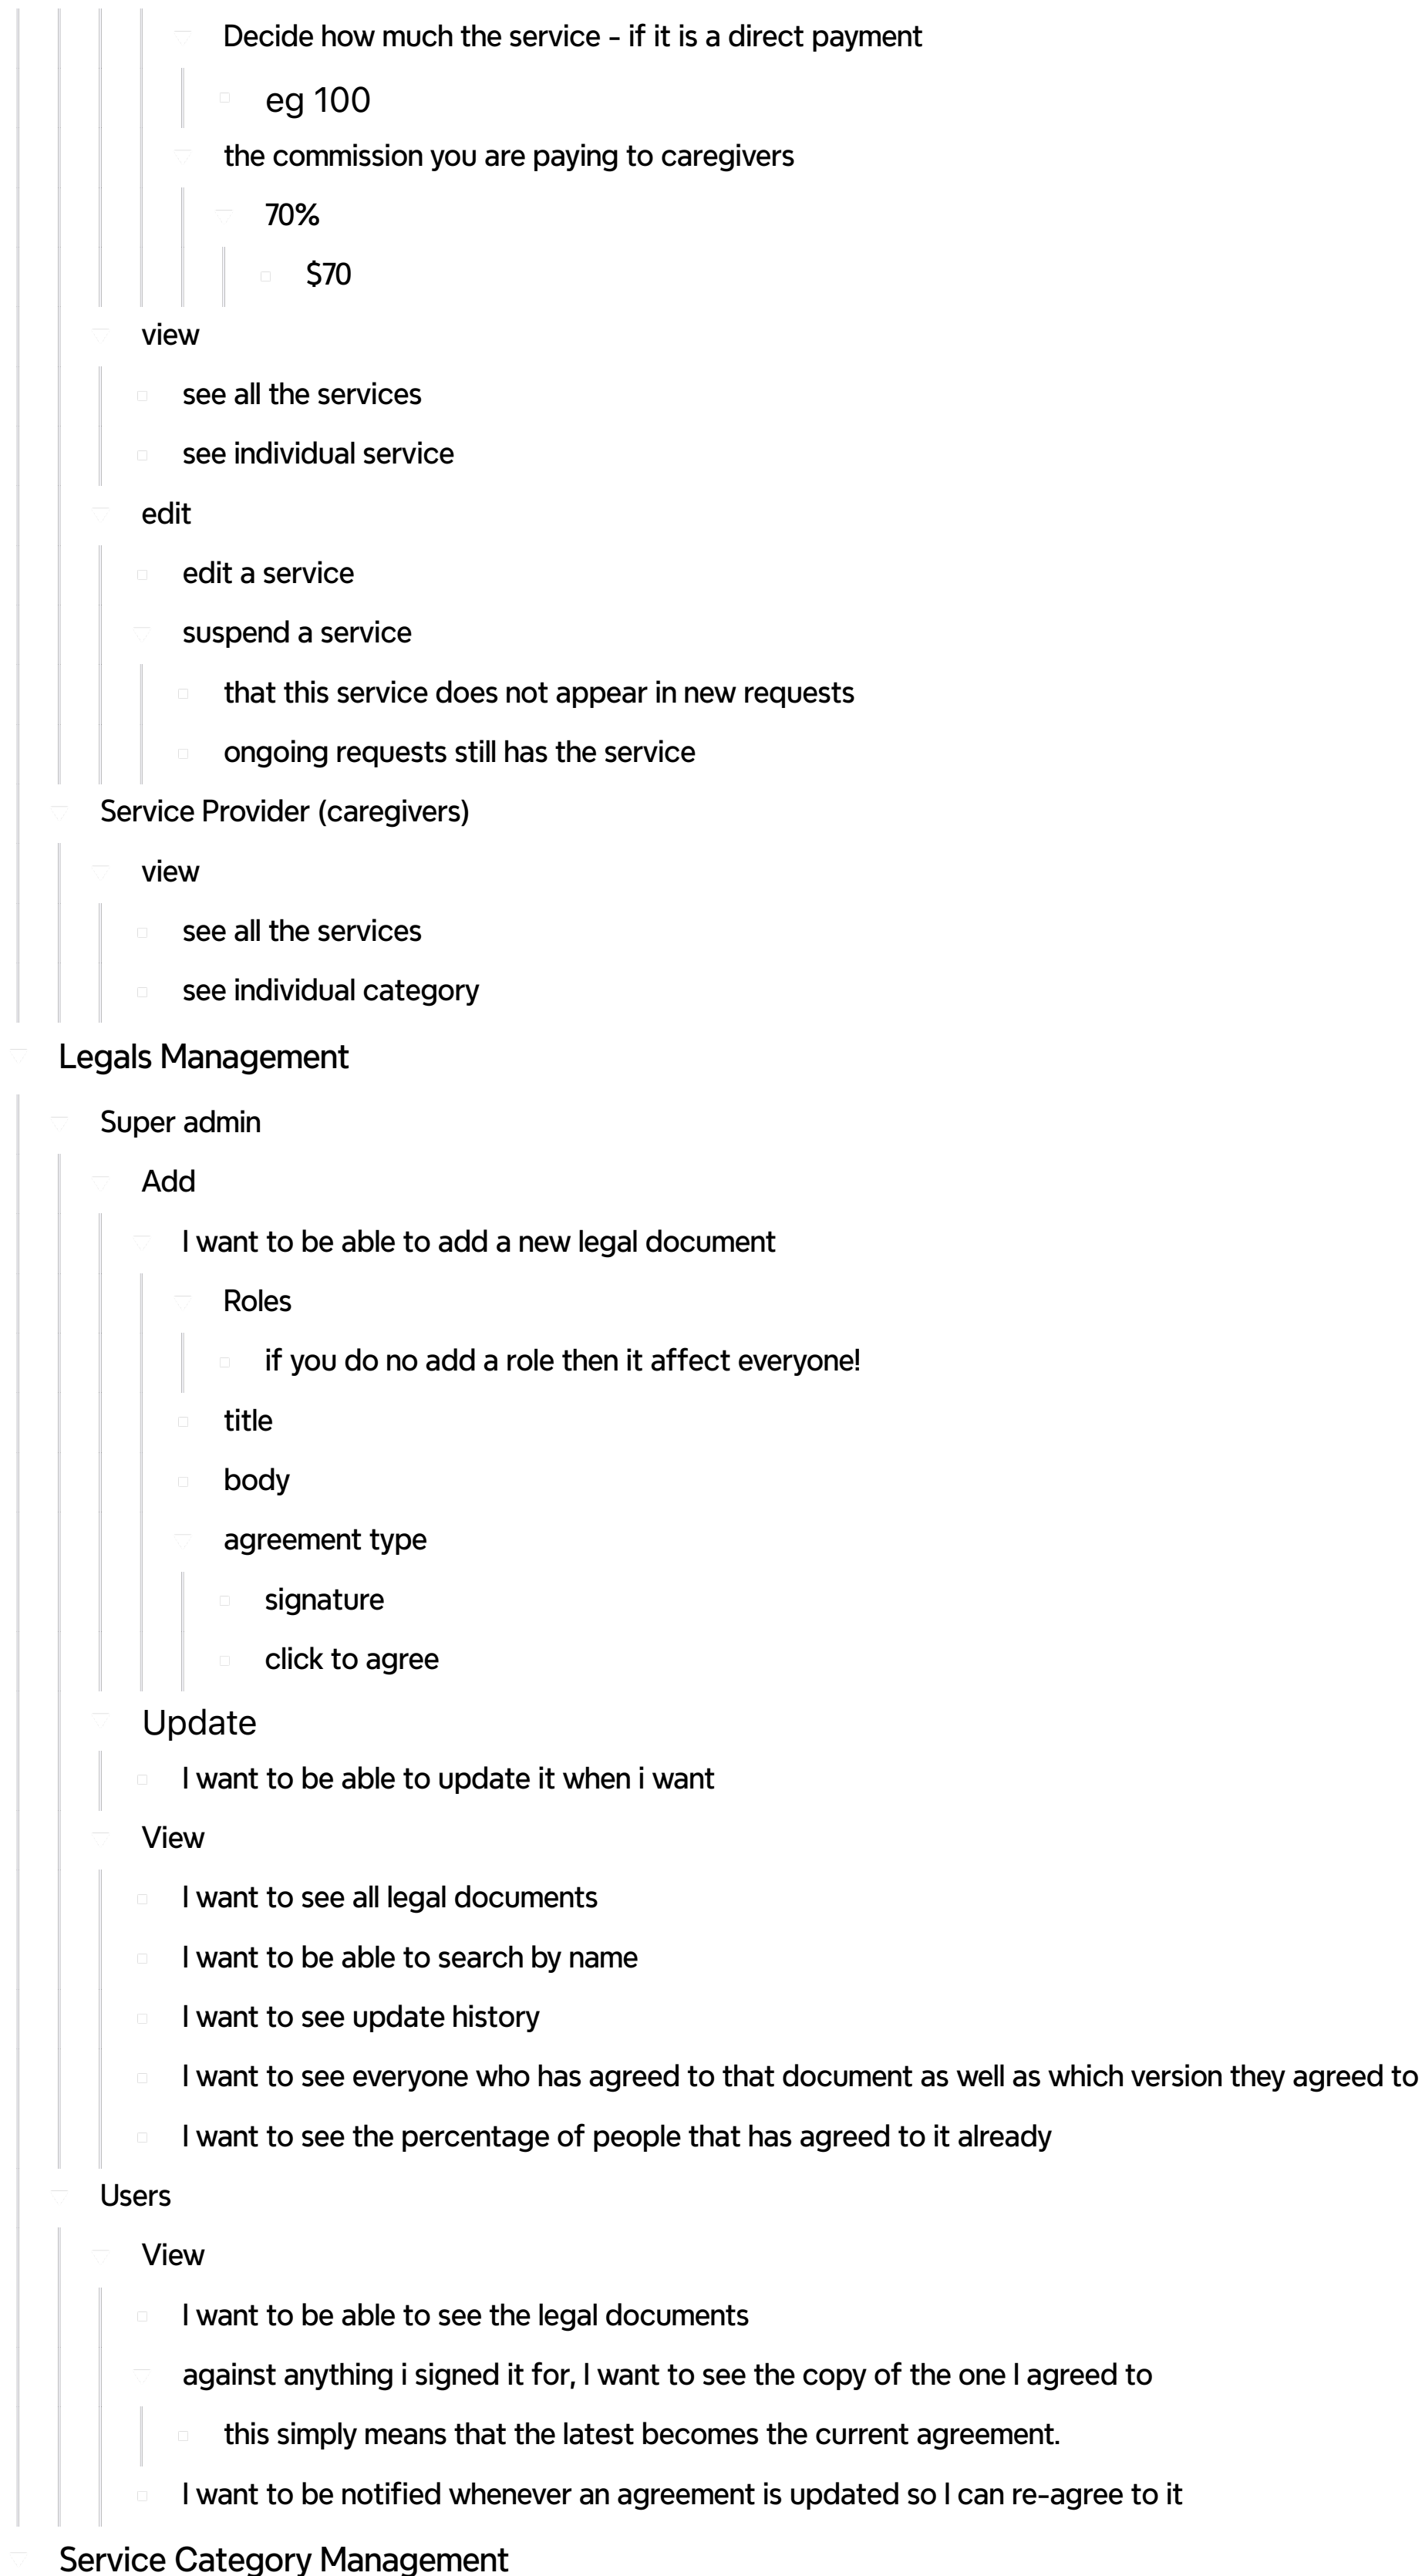 Decide how much the service - if it is a direct payment
eg 100
the commission you are paying to caregivers
70%
$70
view
see all the services
see individual service
edit
edit a service
suspend a service
that this service does not appear in new requests
ongoing requests still has the service
Service Provider (caregivers)
view
see all the services
see individual category
Legals Management
Super admin
Add
I want to be able to add a new legal document
Roles
if you do no add a role then it affect everyone!
title
body
agreement type
signature
click to agree
Update
I want to be able to update it when i want
View
I want to see all legal documents
I want to be able to search by name
I want to see update history
I want to see everyone who has agreed to that document as well as which version they agreed to
I want to see the percentage of people that has agreed to it already
Users
View
I want to be able to see the legal documents
against anything i signed it for, I want to see the copy of the one I agreed to
this simply means that the latest becomes the current agreement.
I want to be notified whenever an agreement is updated so I can re-agree to it
Service Category Management